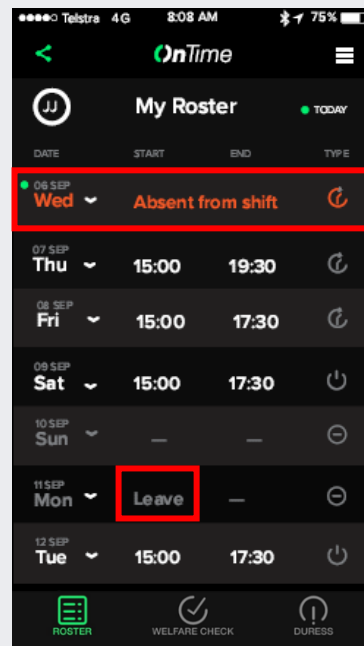 Telstra 4G 8:08 AM 75%
OnTime
JJ My Roster TODAY
DATE START END TYPE
06 SEP
Wed Absent from shift
07 SEP
Thu 15:00 19:30
08 SEP
Fri 15:00 17:30
09 SEP
Sat 15:00 17:30
10 SEP
Sun — —
11 SEP
Mon Leave —
12 SEP
Tue 15:00 17:30
ROSTER WELFARE CHECK DURESS